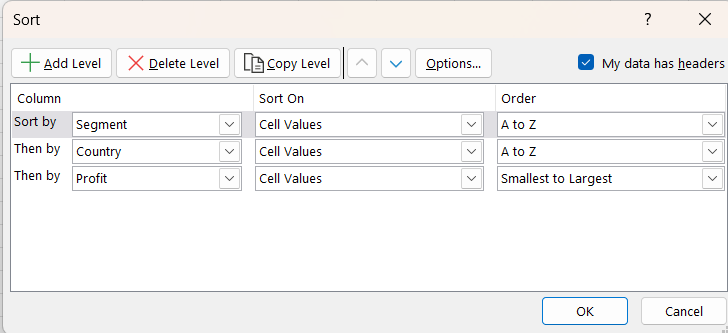 Sort ? ×
Add Level Delete Level Copy Level Options... My data has headers
Column Sort On Order
Sort by Segment Cell Values A to Z
Then by Country Cell Values A to Z
Then by Profit Cell Values Smallest to Largest
OK Cancel